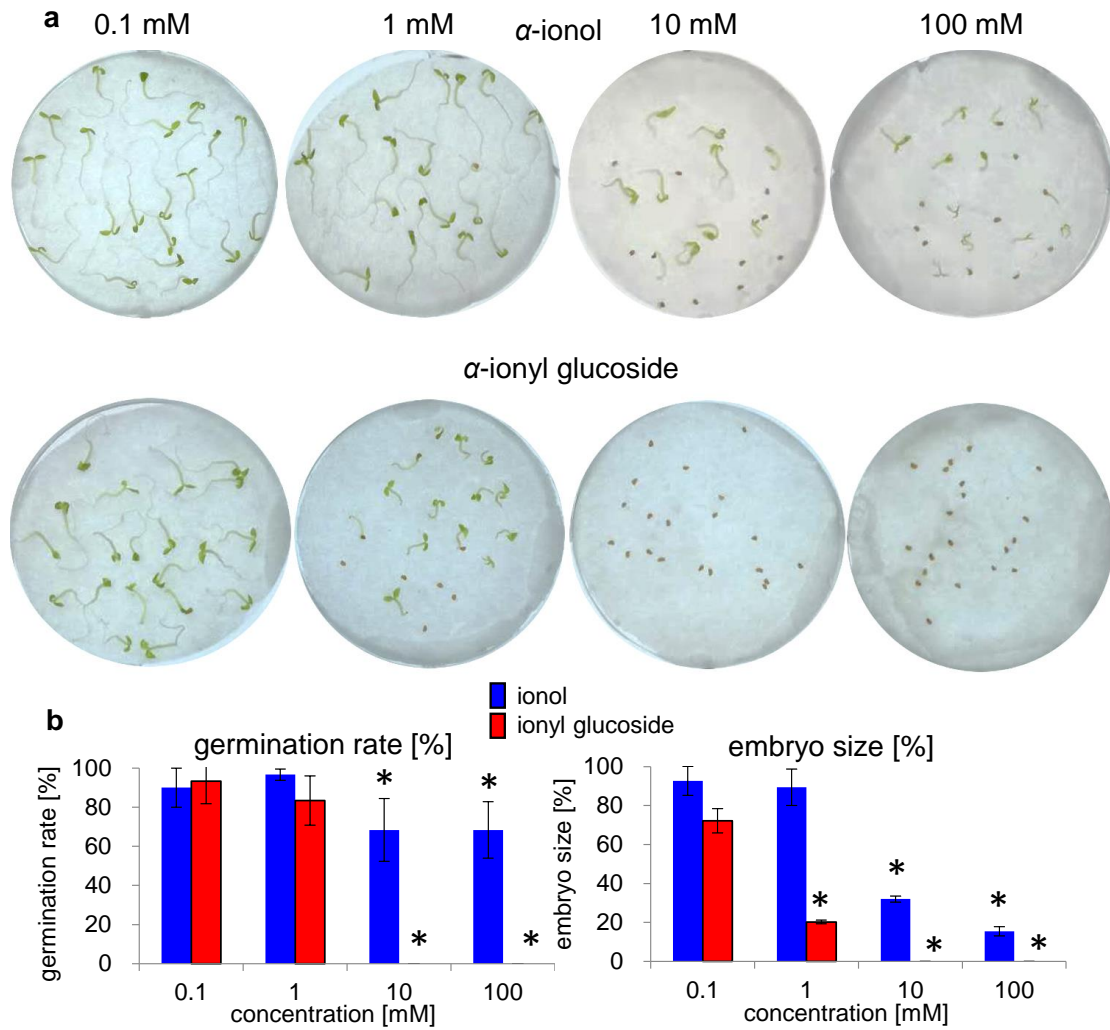 a
0.1 mM 1 mM 10 mM 100 mM
α-ionol
α-ionyl glucoside
b
ionol
ionyl glucoside
germination rate [%]
germination rate [%]
100
80
60
40
20
0
* *
* *
0.1 1 10 100
concentration [mM]
embryo size [%]
embryo size [%]
100
80
60
40
20
0
* * * * *
0.1 1 10 100
concentration [mM]